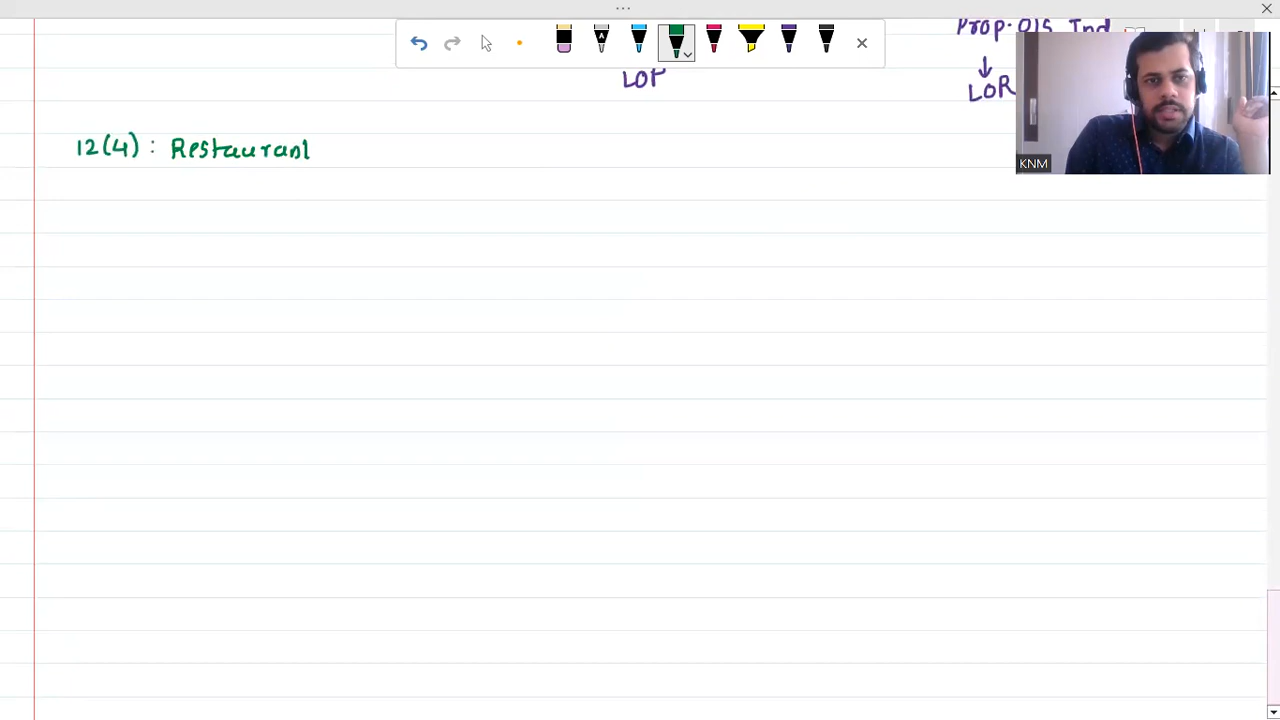 Prop. O/S Ind
LOP
LOR
12(4) : Restaurant
KNM